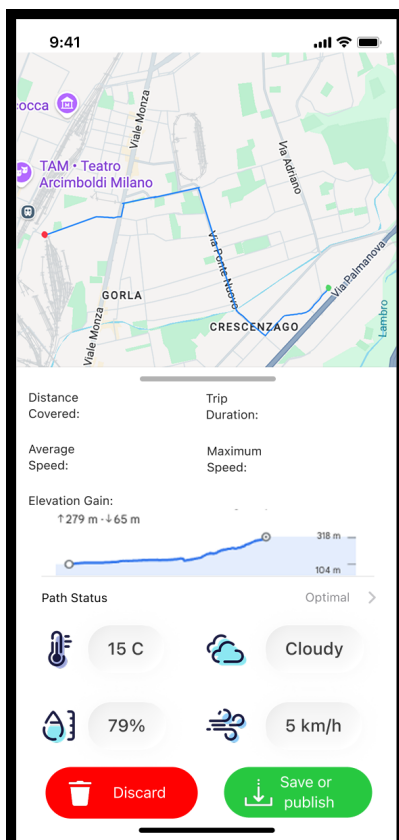 9:41
occa
Viale Monza
Via Adriano
TAM • Teatro
Arcimboldi Milano
Via Ponte Nuovo
Via Palmanova
GORLA
CRESCENZAGO
Lambro
Viale Monza
Distance
Covered:
Trip
Duration:
Average
Speed:
Maximum
Speed:
Elevation Gain:
↑279 m · ↓65 m
318 m
104 m
Path Status
Optimal
15 C
Cloudy
79%
5 km/h
Discard
Save or
publish